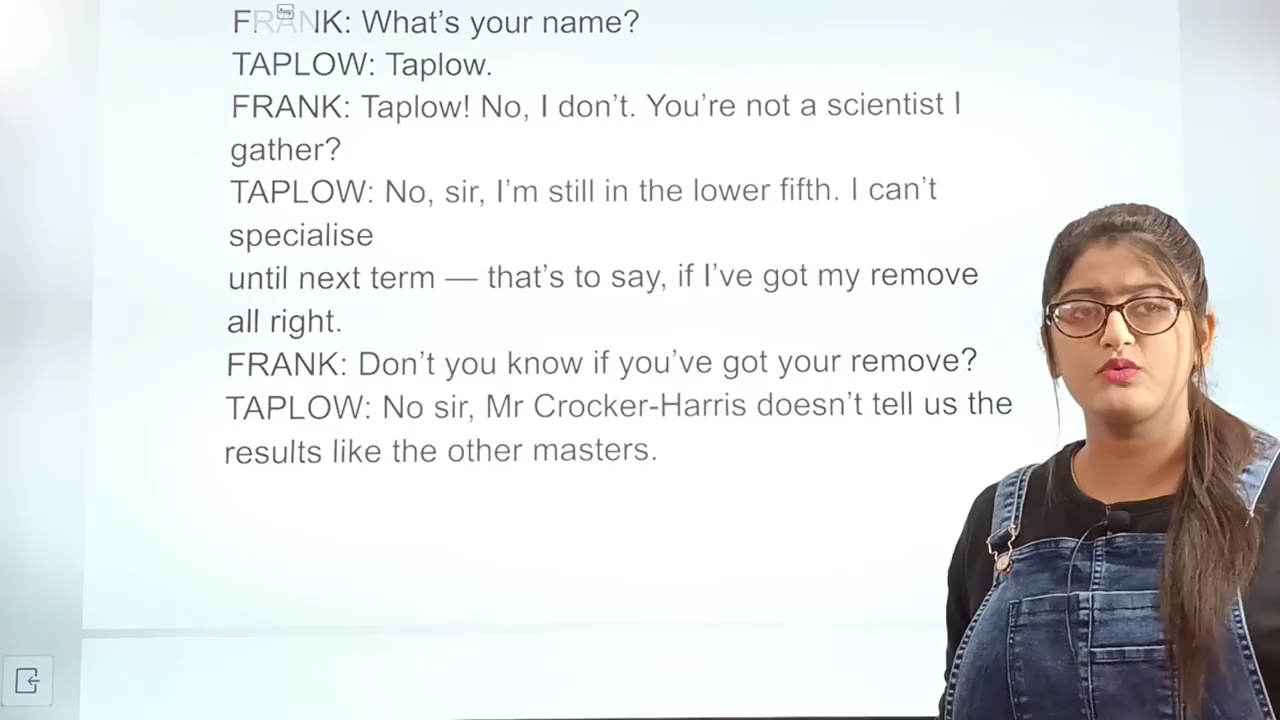 FRANK: What's your name?
TAPLOW: Taplow.
FRANK: Taplow! No, I don't. You're not a scientist I
gather?
TAPLOW: No, sir, I'm still in the lower fifth. I can't
specialise
until next term — that's to say, if I've got my remove
all right.
FRANK: Don't you know if you've got your remove?
TAPLOW: No sir, Mr Crocker-Harris doesn't tell us the
results like the other masters.